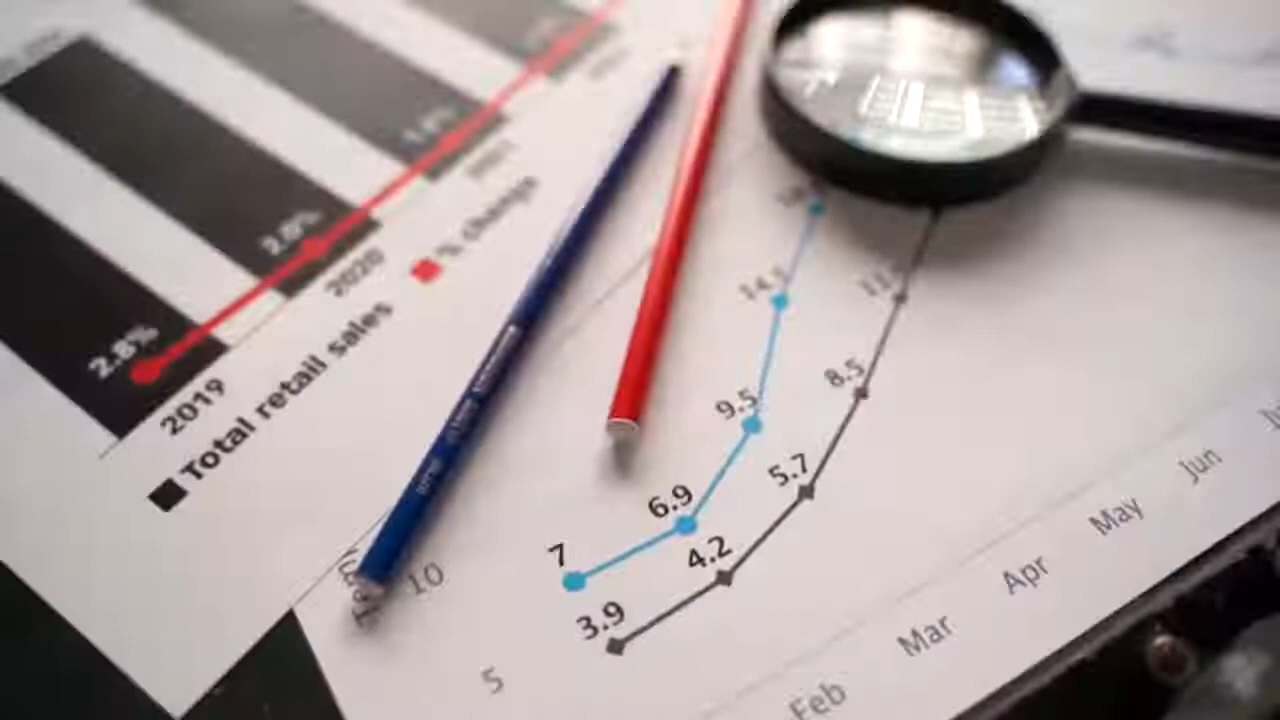 2.8%
2.0%
2019
2020
Total retail sales
% change
14.5
9.5
8.5
7
6.9
5.7
4.2
3.9
10
5
Feb
Mar
Apr
May
Jun